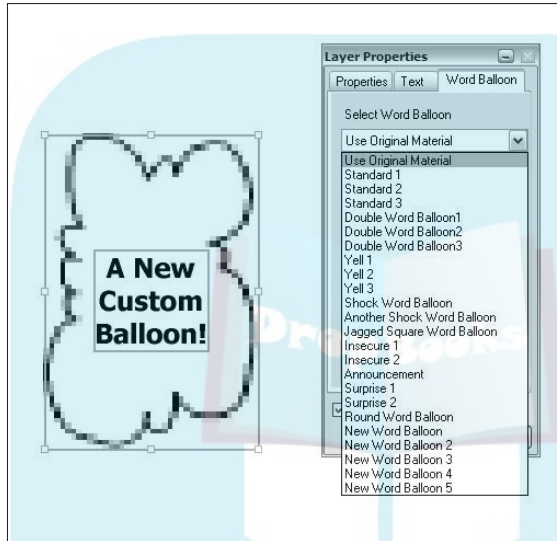 A New
Custom
Balloon!
Layer Properties
Properties Text Word Balloon
Select Word Balloon
Use Original Material
Use Original Material
Standard 1
Standard 2
Standard 3
Double Word Balloon1
Double Word Balloon2
Double Word Balloon3
Yell 1
Yell 2
Yell 3
Shock Word Balloon
Another Shock Word Balloon
Jagged Square Word Balloon
Insecure 1
Insecure 2
Announcement
Surprise 1
Surprise 2
Round Word Balloon
New Word Balloon
New Word Balloon 2
New Word Balloon 3
New Word Balloon 4
New Word Balloon 5